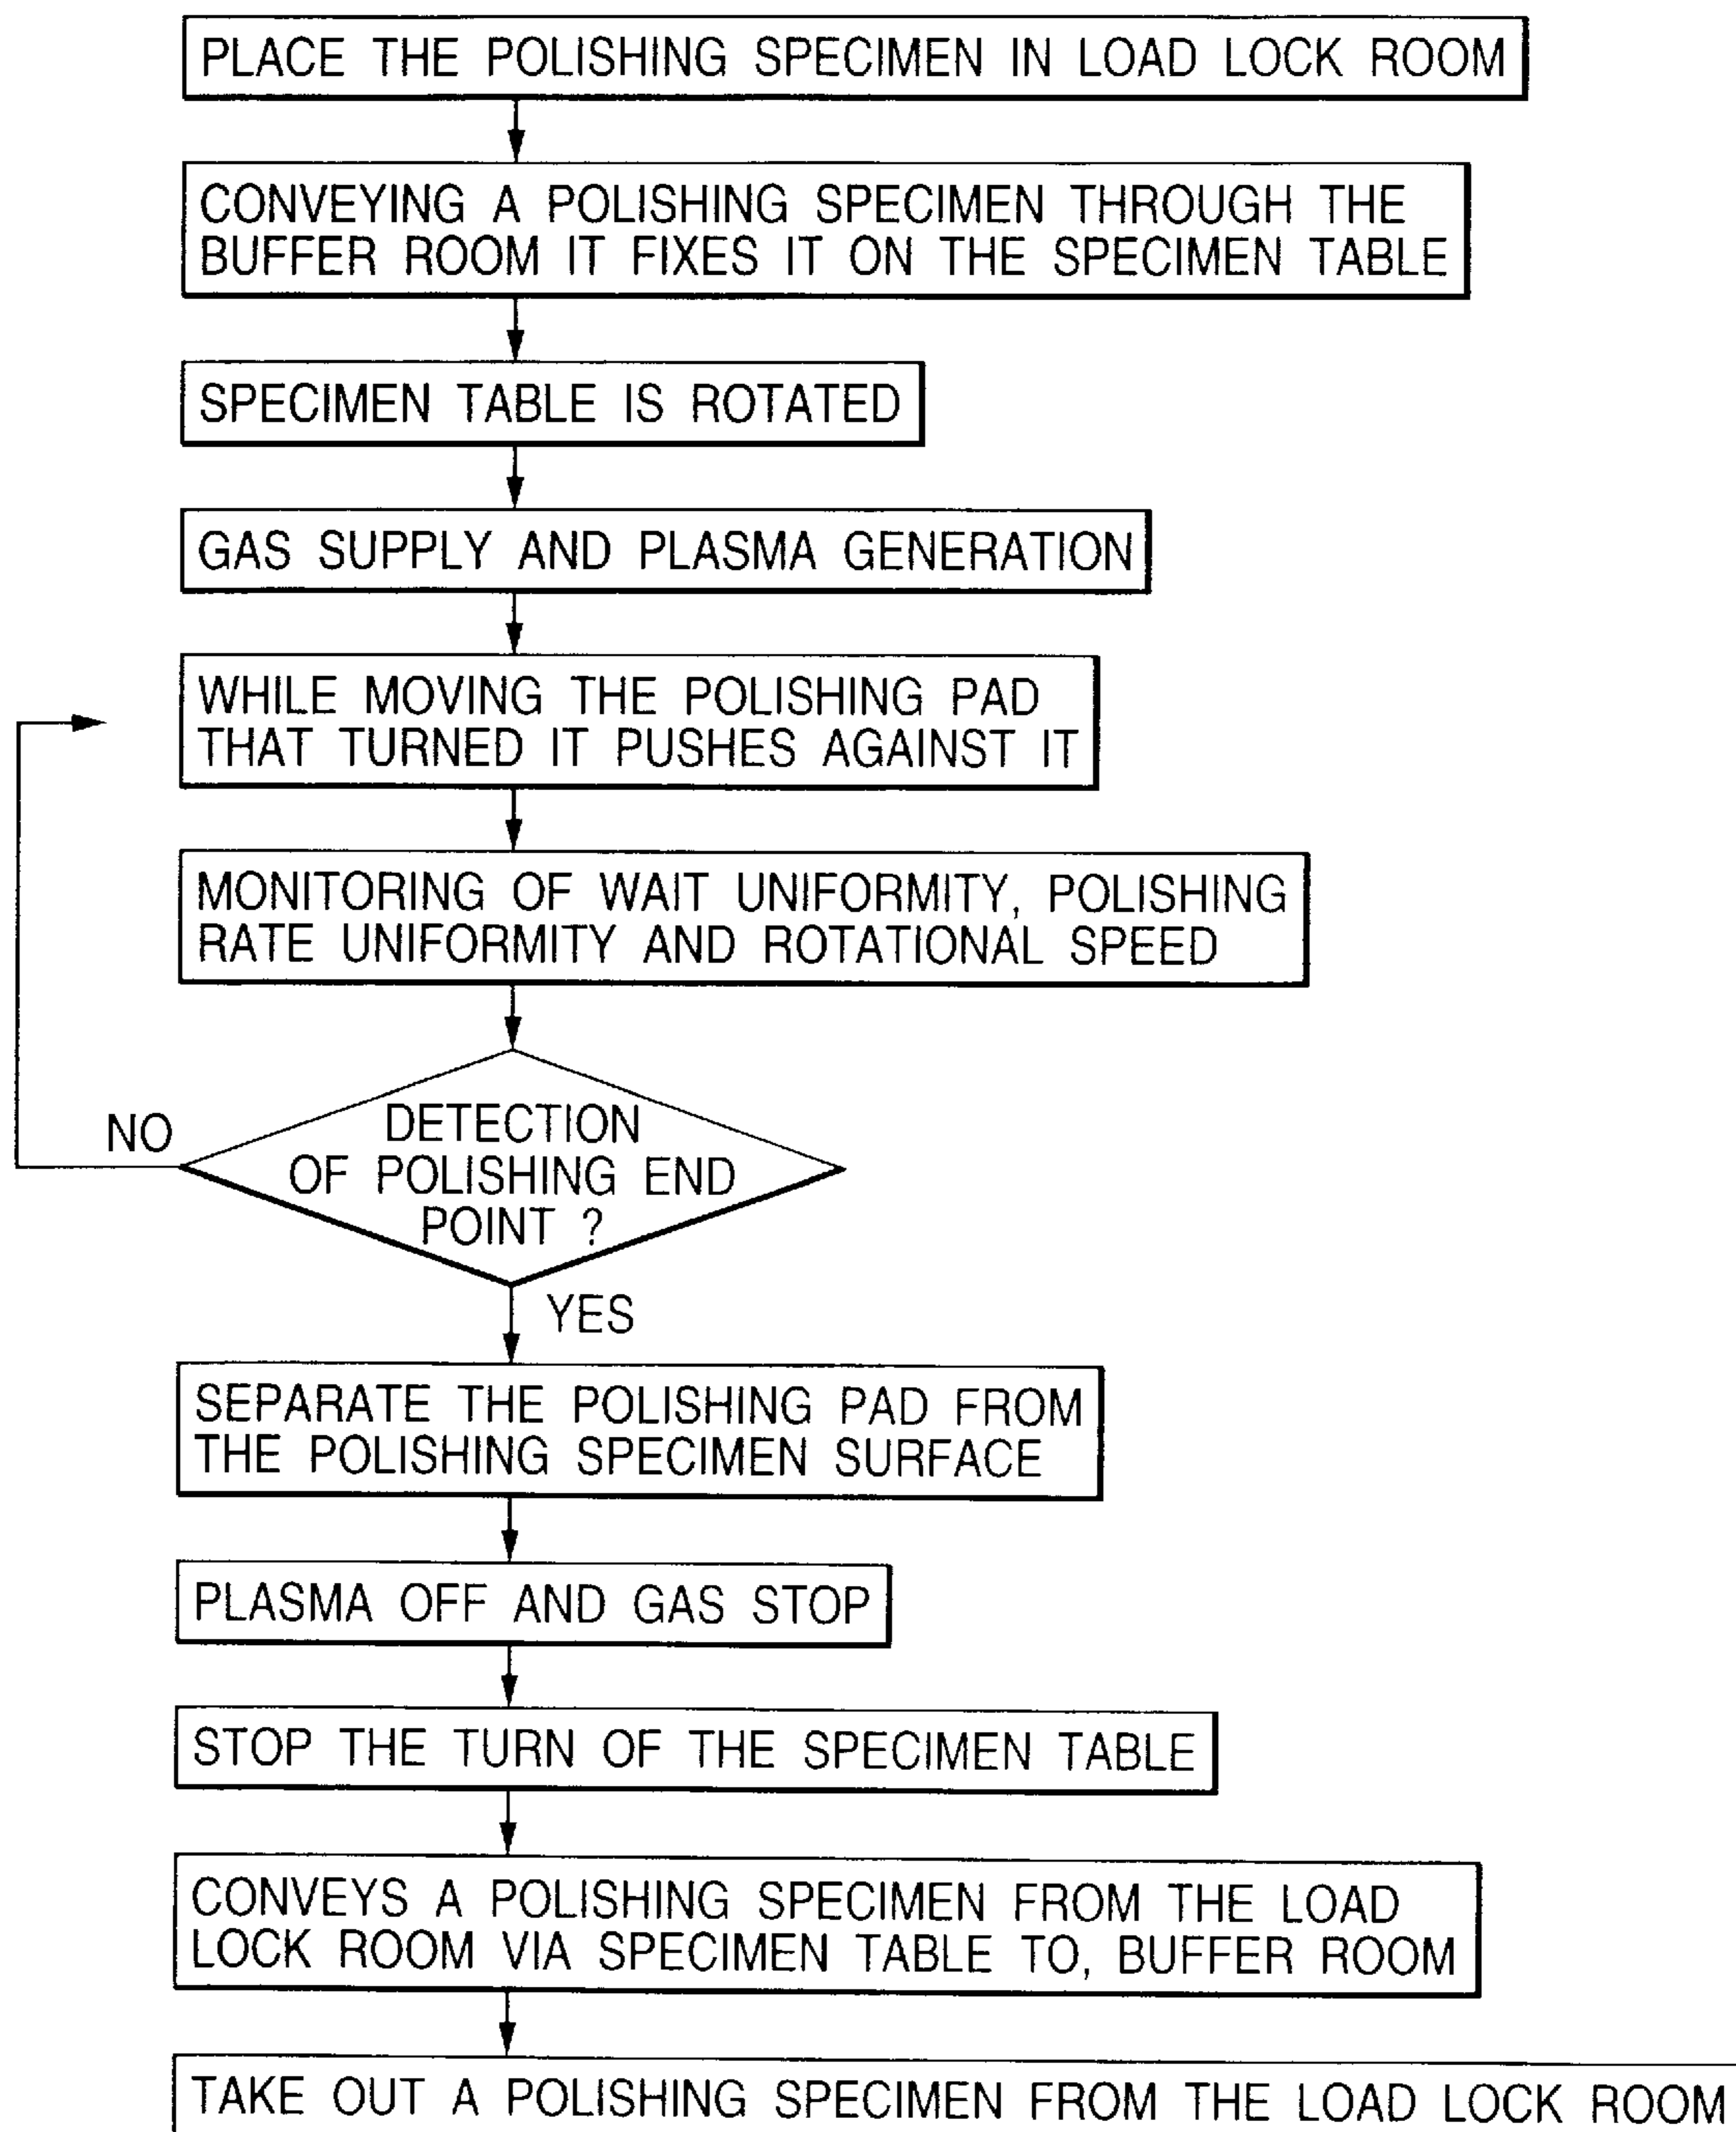 PLACE THE POLISHING SPECIMEN IN LOAD LOCK ROOM
CONVEYING A POLISHING SPECIMEN THROUGH THE
BUFFER ROOM IT FIXES IT ON THE SPECIMEN TABLE
SPECIMEN TABLE IS ROTATED
GAS SUPPLY AND PLASMA GENERATION
WHILE MOVING THE POLISHING PAD
THAT TURNED IT PUSHES AGAINST IT
MONITORING OF WAIT UNIFORMITY, POLISHING
RATE UNIFORMITY AND ROTATIONAL SPEED
NO
DETECTION
OF POLISHING END
POINT ?
YES
SEPARATE THE POLISHING PAD FROM
THE POLISHING SPECIMEN SURFACE
PLASMA OFF AND GAS STOP
STOP THE TURN OF THE SPECIMEN TABLE
CONVEYS A POLISHING SPECIMEN FROM THE LOAD
LOCK ROOM VIA SPECIMEN TABLE TO, BUFFER ROOM
TAKE OUT A POLISHING SPECIMEN FROM THE LOAD LOCK ROOM